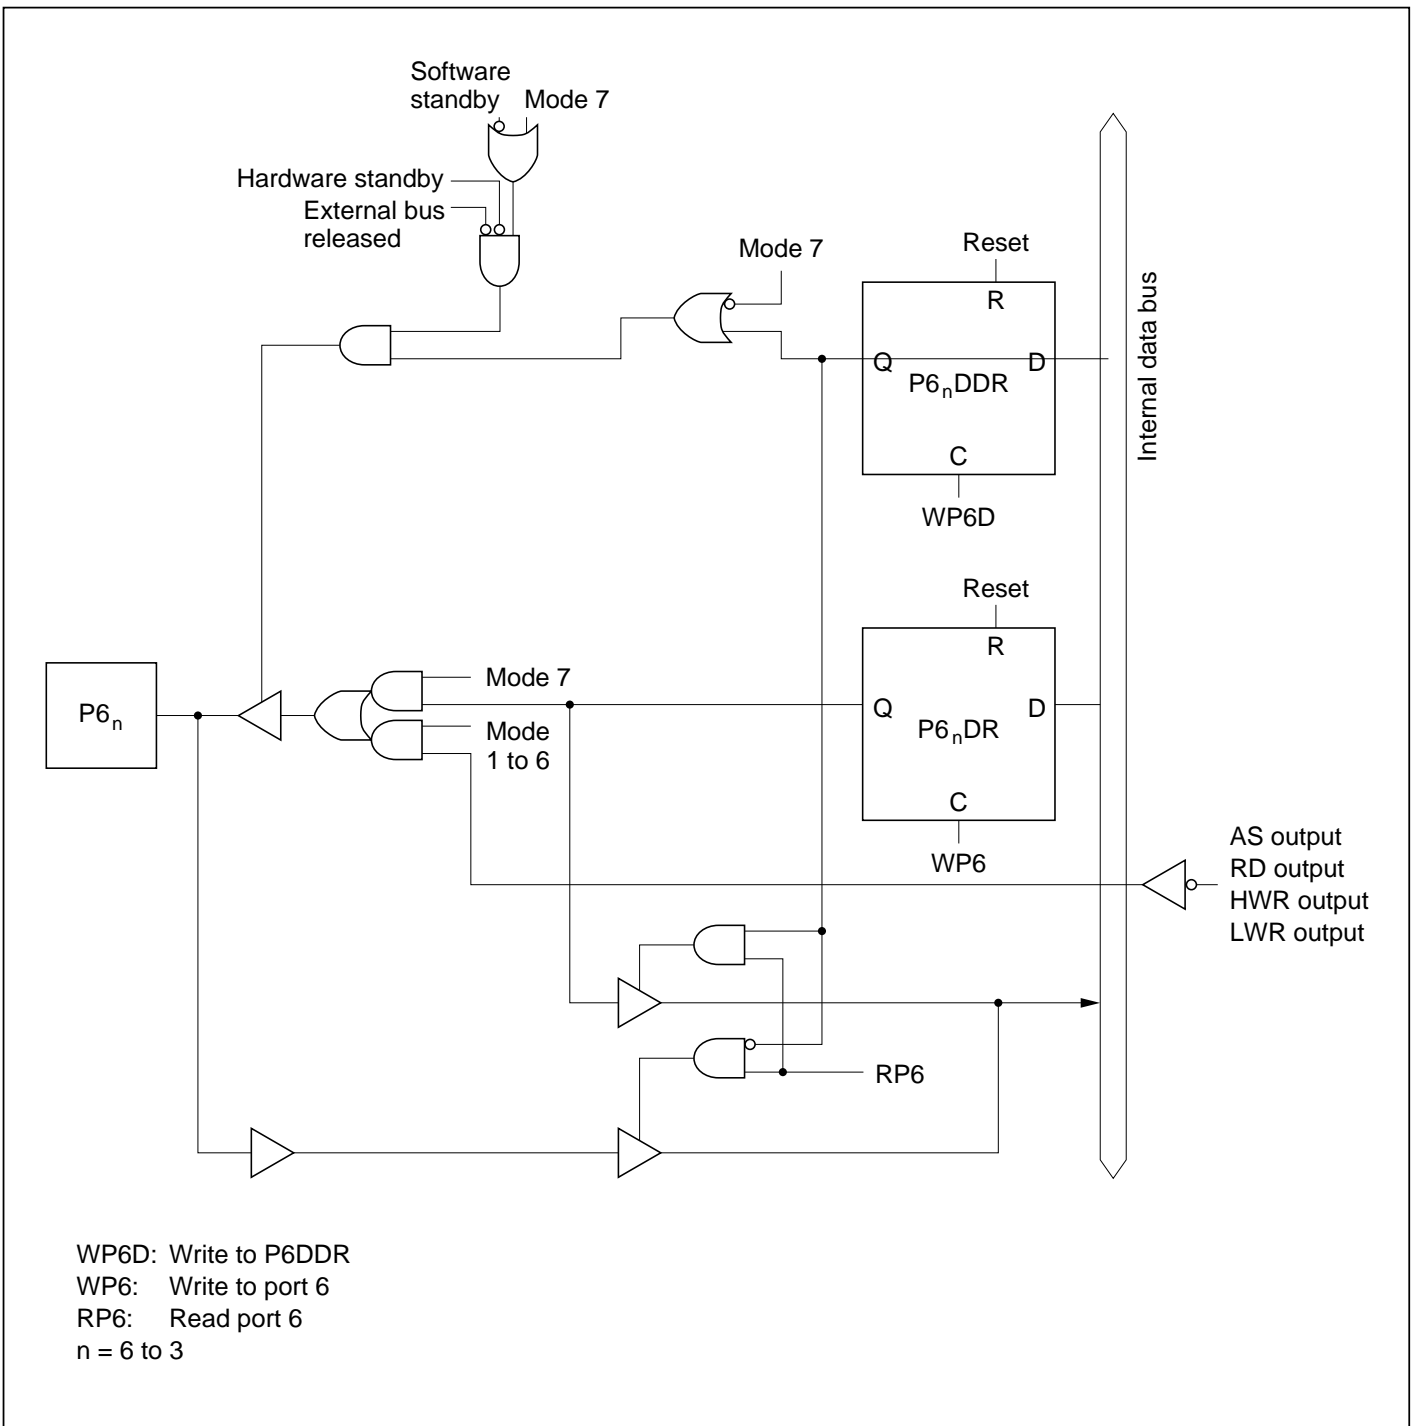 Software
standby Mode 7
Hardware standby
External bus
released
Mode 7
Reset
R
Q
D
P6nDDR
C
WP6D
Internal data bus
Reset
R
Mode 7
P6n
Q
D
P6nDR
Mode
1 to 6
C
WP6
AS output
RD output
HWR output
LWR output
RP6
WP6D: Write to P6DDR
WP6: Write to port 6
RP6: Read port 6
n = 6 to 3